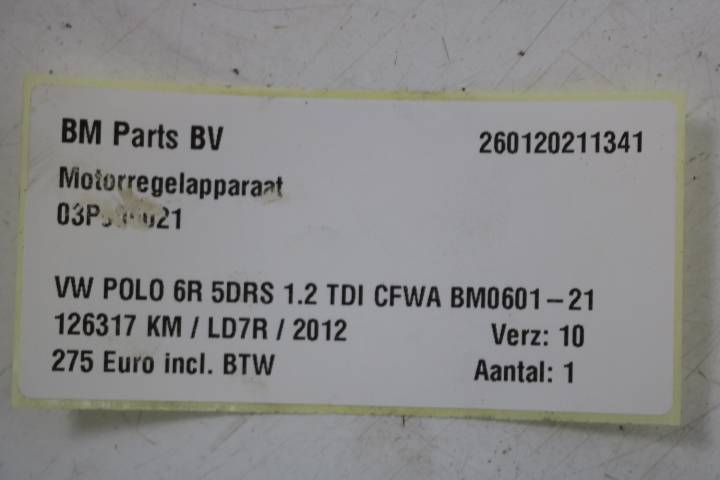 BM Parts BV 260120211341
Motorregelapparaat
VW POLO 6R 5DRS 1.2 TDI CFWA BM0601-21
126317 KM / LD7R / 2012 Verz: 10
275 Euro incl. BTW Aantal: 1